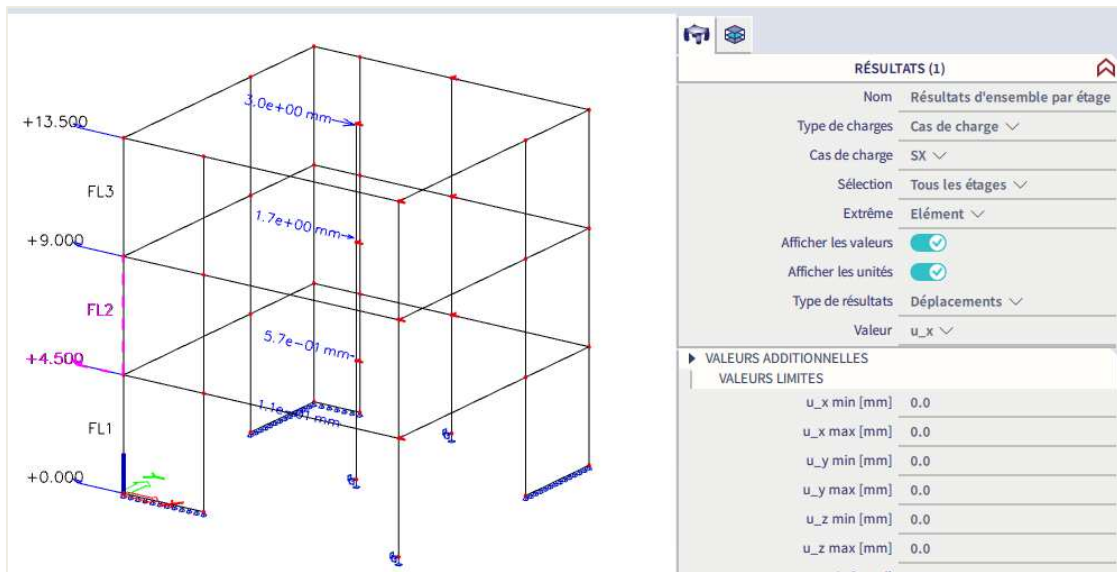 +13.500
FL3
+9.000
FL2
+4.500
FL1
+0.000
3.0e+00 mm
1.7e+00 mm
5.7e-01 mm
1.1e-01 mm
Y
X
RÉSULTATS (1)
Nom Résultats d'ensemble par étage
Type de charges Cas de charge
Cas de charge SX
Sélection Tous les étages
Extrême Elément
Afficher les valeurs
Afficher les unités
Type de résultats Déplacements
Valeur u_x
VALEURS ADDITIONNELLES
VALEURS LIMITES
u_x min [mm] 0.0
u_x max [mm] 0.0
u_y min [mm] 0.0
u_y max [mm] 0.0
u_z min [mm] 0.0
u_z max [mm] 0.0